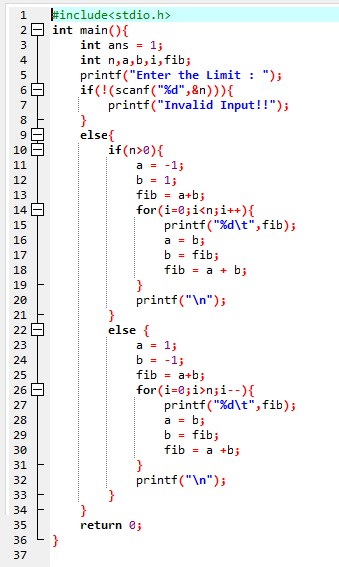 1 #include<stdio.h>
2 int main(){
3 int ans = 1;
4 int n,a,b,i,fib;
5 printf("Enter the Limit : ");
6 if(!(scanf("%d",&n))){
7 printf("Invalid Input!!");
8 }
9 else{
10 if(n>0){
11 a = -1;
12 b = 1;
13 fib = a+b;
14 for(i=0;i<n;i++){
15 printf("%d\t",fib);
16 a = b;
17 b = fib;
18 fib = a + b;
19 }
20 printf("\n");
21 }
22 else {
23 a = 1;
24 b = -1;
25 fib = a+b;
26 for(i=0;i>n;i--){
27 printf("%d\t",fib);
28 a = b;
29 b = fib;
30 fib = a +b;
31 }
32 printf("\n");
33 }
34 }
35 return 0;
36 }
37